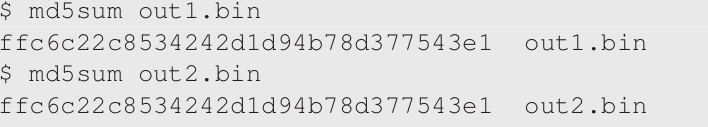 $ md5sum out1.bin
ffc6c22c8534242d1d94b78d377543e1 out1.bin
$ md5sum out2.bin
ffc6c22c8534242d1d94b78d377543e1 out2.bin